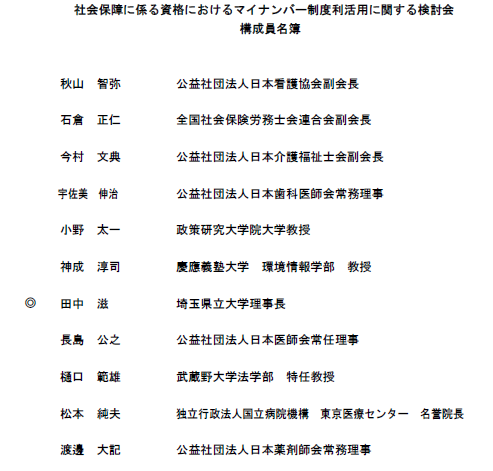 社会保障に係る資格におけるマイナンバー制度利活用に関する検討会
構成員名簿
秋山　智弥　公益社団法人日本看護協会副会長
石倉　正仁　全国社会保険労務士会連合会副会長
今村　文典　公益社団法人日本介護福祉士会副会長
宇佐美　伸治　公益社団法人日本歯科医師会常務理事
小野　太一　政策研究大学院大学教授
神成　淳司　慶應義塾大学　環境情報学部　教授
◎　田中　滋　埼玉県立大学理事長
長島　公之　公益社団法人日本医師会常任理事
樋口　範雄　武蔵野大学法学部　特任教授
松本　純夫　独立行政法人国立病院機構　東京医療センター　名誉院長
渡邊　大記　公益社団法人日本薬剤師会常務理事